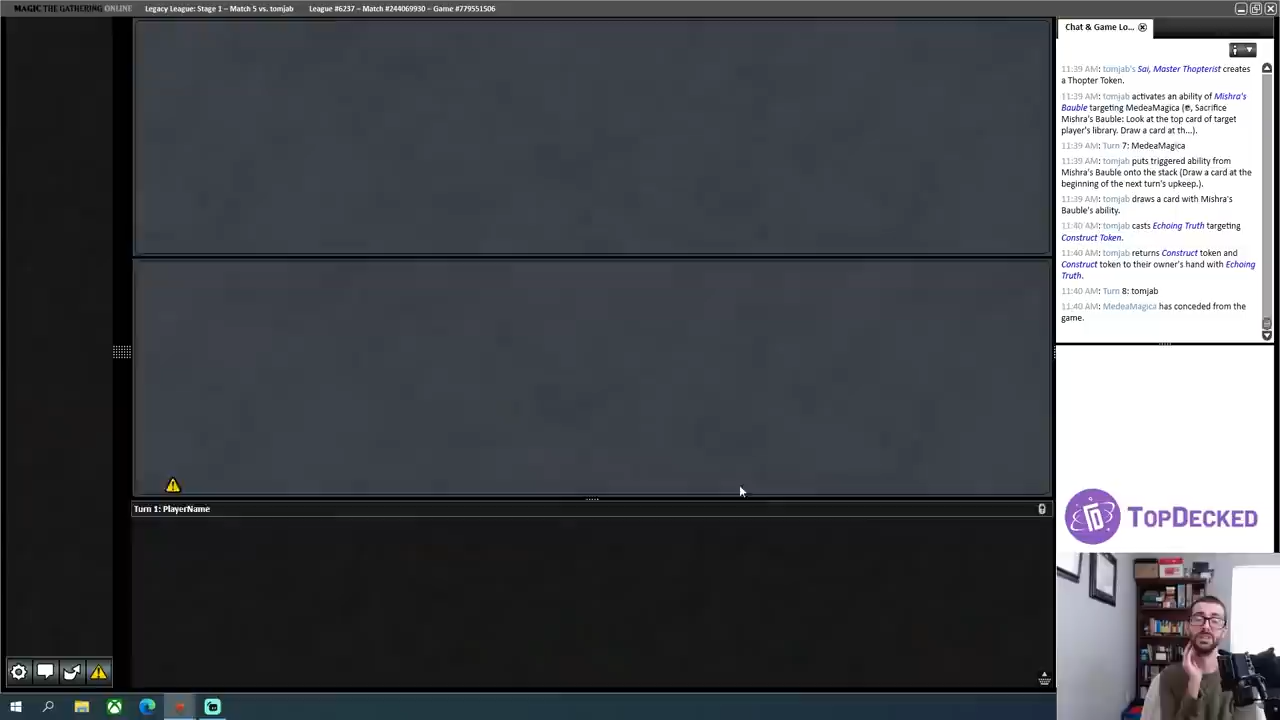 MAGIC THE GATHERING ONLINE
Legacy League: Stage 1 – Match 5 vs. tomjab
League #6237 – Match #244069930 – Game #779551506
Chat & Game Lo...
11:39 AM: tomjab's Sai, Master Thopterist creates
a Thopter Token.
11:39 AM: tomjab activates an ability of Mishra's
Bauble targeting MedeaMagica (, Sacrifice
Mishra's Bauble: Look at the top card of target
player's library. Draw a card at th...).
11:39 AM: Turn 7: MedeaMagica
11:39 AM: tomjab puts triggered ability from
Mishra's Bauble onto the stack (Draw a card at the
beginning of the next turn's upkeep.).
11:39 AM: tomjab draws a card with Mishra's
Bauble's ability.
11:40 AM: tomjab casts Echoing Truth targeting
Construct Token.
11:40 AM: tomjab returns Construct token and
Construct token to their owner's hand with Echoing
Truth.
11:40 AM: Turn 8: tomjab
11:40 AM: MedeaMagica has conceded from the
game.
Turn 1: PlayerName
TOPDECKED